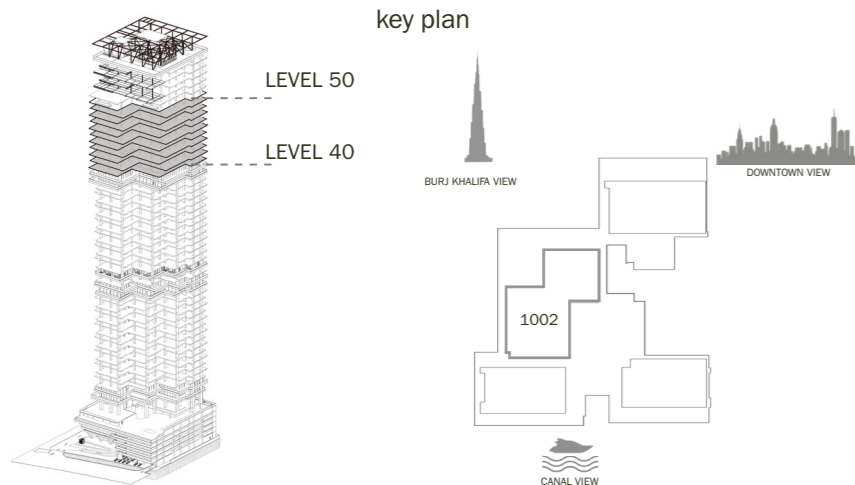 key plan
LEVEL 50
LEVEL 40
BURJ KHALIFA VIEW
DOWNTOWN VIEW
1002
CANAL VIEW